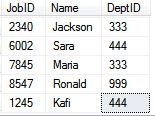 JobID Name DeptID
2340 Jackson 333
6002 Sara 444
7845 Maria 333
8547 Ronald 999
1245 Kafi 444